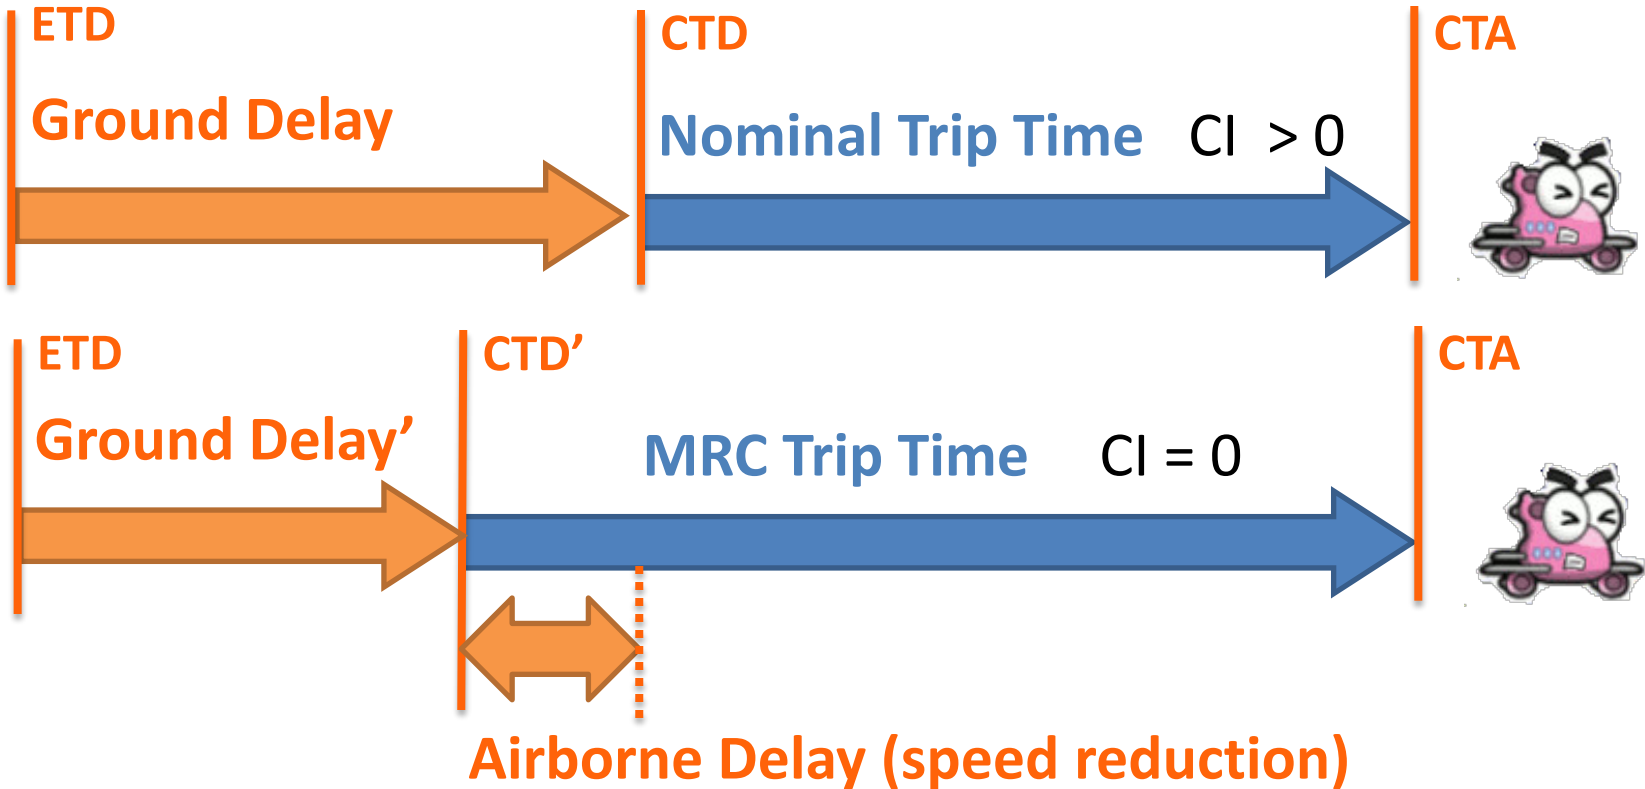 ETD
CTD
CTA
Ground Delay
Nominal Trip Time CI > 0
ETD
CTD’
CTA
Ground Delay’
MRC Trip Time CI = 0
Airborne Delay (speed reduction)